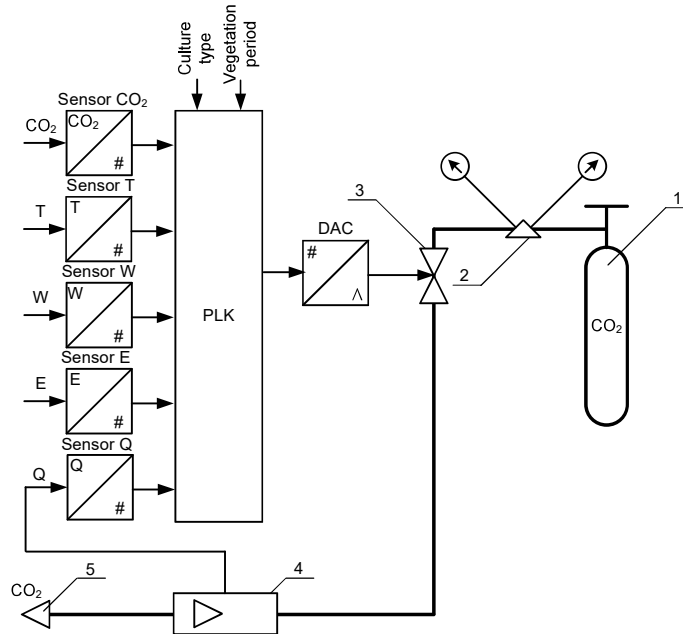 Culture
type
Vegetation
period
Sensor CO₂
CO₂
CO₂
#
Sensor T
T
T
#
Sensor W
W
W
#
Sensor E
E
E
#
Sensor Q
Q
Q
#
PLK
DAC
#
Λ
3
2
1
CO₂
4
5
CO₂